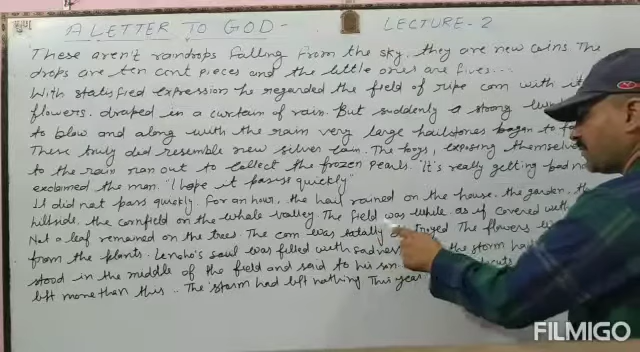 A LETTER TO GOD - LECTURE - 2
These aren't raindrops falling from the sky, they are new coins. The
drops are ten cent pieces and the little ones are fives...
With statisfied expression he regarded the field of ripe corn with its
flowers, draped in a curtain of rain. But suddenly a strong
to blow and along with the rain very large hailstones began to
These truly did resemble new silver coin. The boys, exposing themselve
to the rain ran out to collect the frozen pearls. "It's really getting bad
exclaimed the man. "I hope it passes quickly"
It did not pass quickly. For an hour, the hail rained on the house, the garden, the
hillside, the cornfield on the whole valley. The field was white, as if covered with
Not a leaf remained on the trees. The corn was totally The flowers
from the plants. Lencho's soul was filled with the storm
stood in the middle of the field and said to his son
left more than this.. The storm had left nothing This year
FILMIGO